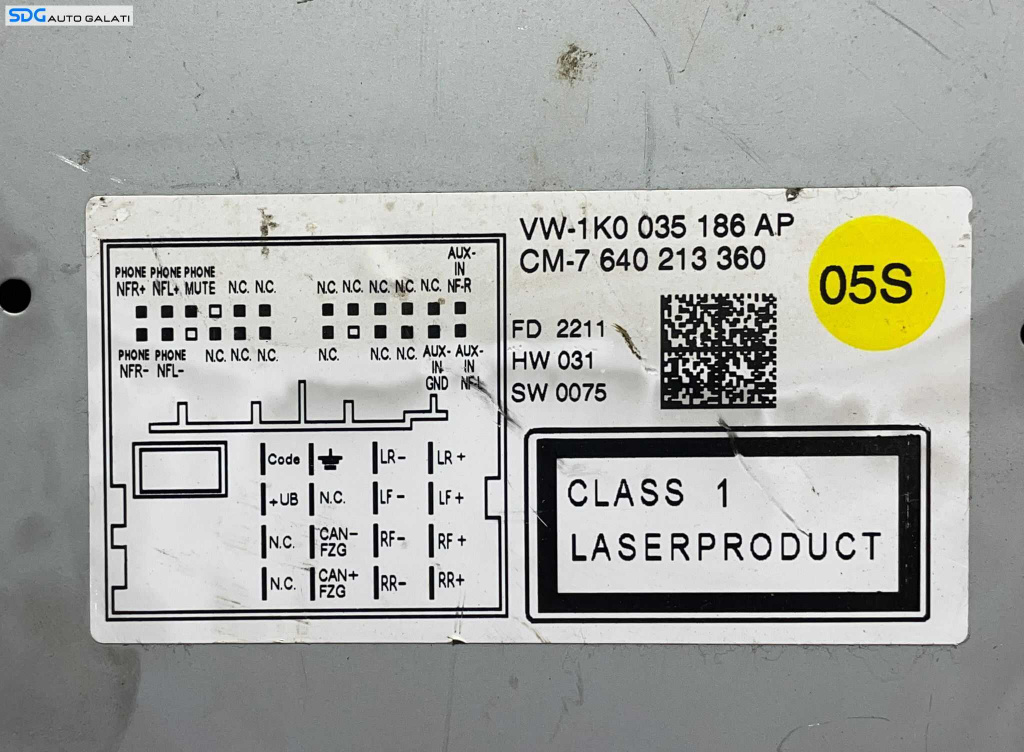 SDG AUTO GALATI
VW-1K0 035 186 AP
CM-7 640 213 360
05S
FD 2211
HW 031
SW 0075
CLASS 1
LASERPRODUCT
AUX-
PHONE PHONE PHONE IN
NFR+ NFL+ MUTE N.C. N.C. N.C. N.C. N.C. N.C. N.C. NF-R
PHONE PHONE N.C. N.C. N.C. N.C. N.C. N.C. AUX- AUX-
NFR- NFL- IN IN
GND
Code LR- LR+
+UB N.C. LF- LF+
N.C. CAN- RF- RF+
FZG
N.C. CAN+ RR- RR+
FZG